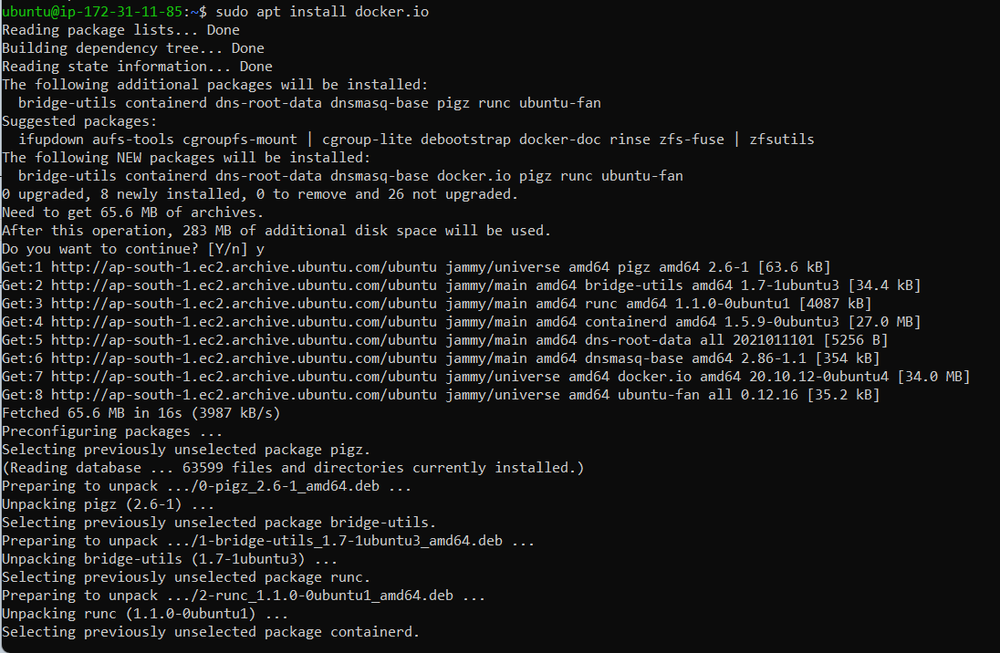 ubuntu@ip-172-31-11-85:~$ sudo apt install docker.io
Reading package lists... Done
Building dependency tree... Done
Reading state information... Done
The following additional packages will be installed:
  bridge-utils containerd dns-root-data dnsmasq-base pigz runc ubuntu-fan
Suggested packages:
  ifupdown aufs-tools cgroupfs-mount | cgroup-lite debootstrap docker-doc rinse zfs-fuse | zfsutils
The following NEW packages will be installed:
  bridge-utils containerd dns-root-data dnsmasq-base docker.io pigz runc ubuntu-fan
0 upgraded, 8 newly installed, 0 to remove and 26 not upgraded.
Need to get 65.6 MB of archives.
After this operation, 283 MB of additional disk space will be used.
Do you want to continue? [Y/n] y
Get:1 http://ap-south-1.ec2.archive.ubuntu.com/ubuntu jammy/universe amd64 pigz amd64 2.6-1 [63.6 kB]
Get:2 http://ap-south-1.ec2.archive.ubuntu.com/ubuntu jammy/main amd64 bridge-utils amd64 1.7-1ubuntu3 [34.4 kB]
Get:3 http://ap-south-1.ec2.archive.ubuntu.com/ubuntu jammy/main amd64 runc amd64 1.1.0-0ubuntu1 [4087 kB]
Get:4 http://ap-south-1.ec2.archive.ubuntu.com/ubuntu jammy/main amd64 containerd amd64 1.5.9-0ubuntu3 [27.0 MB]
Get:5 http://ap-south-1.ec2.archive.ubuntu.com/ubuntu jammy/main amd64 dns-root-data all 2021011101 [5256 B]
Get:6 http://ap-south-1.ec2.archive.ubuntu.com/ubuntu jammy/main amd64 dnsmasq-base amd64 2.86-1.1 [354 kB]
Get:7 http://ap-south-1.ec2.archive.ubuntu.com/ubuntu jammy/universe amd64 docker.io amd64 20.10.12-0ubuntu4 [34.0 MB]
Get:8 http://ap-south-1.ec2.archive.ubuntu.com/ubuntu jammy/universe amd64 ubuntu-fan all 0.12.16 [35.2 kB]
Fetched 65.6 MB in 16s (3987 kB/s)
Preconfiguring packages ...
Selecting previously unselected package pigz.
(Reading database ... 63599 files and directories currently installed.)
Preparing to unpack .../0-pigz_2.6-1_amd64.deb ...
Unpacking pigz (2.6-1) ...
Selecting previously unselected package bridge-utils.
Preparing to unpack .../1-bridge-utils_1.7-1ubuntu3_amd64.deb ...
Unpacking bridge-utils (1.7-1ubuntu3) ...
Selecting previously unselected package runc.
Preparing to unpack .../2-runc_1.1.0-0ubuntu1_amd64.deb ...
Unpacking runc (1.1.0-0ubuntu1) ...
Selecting previously unselected package containerd.